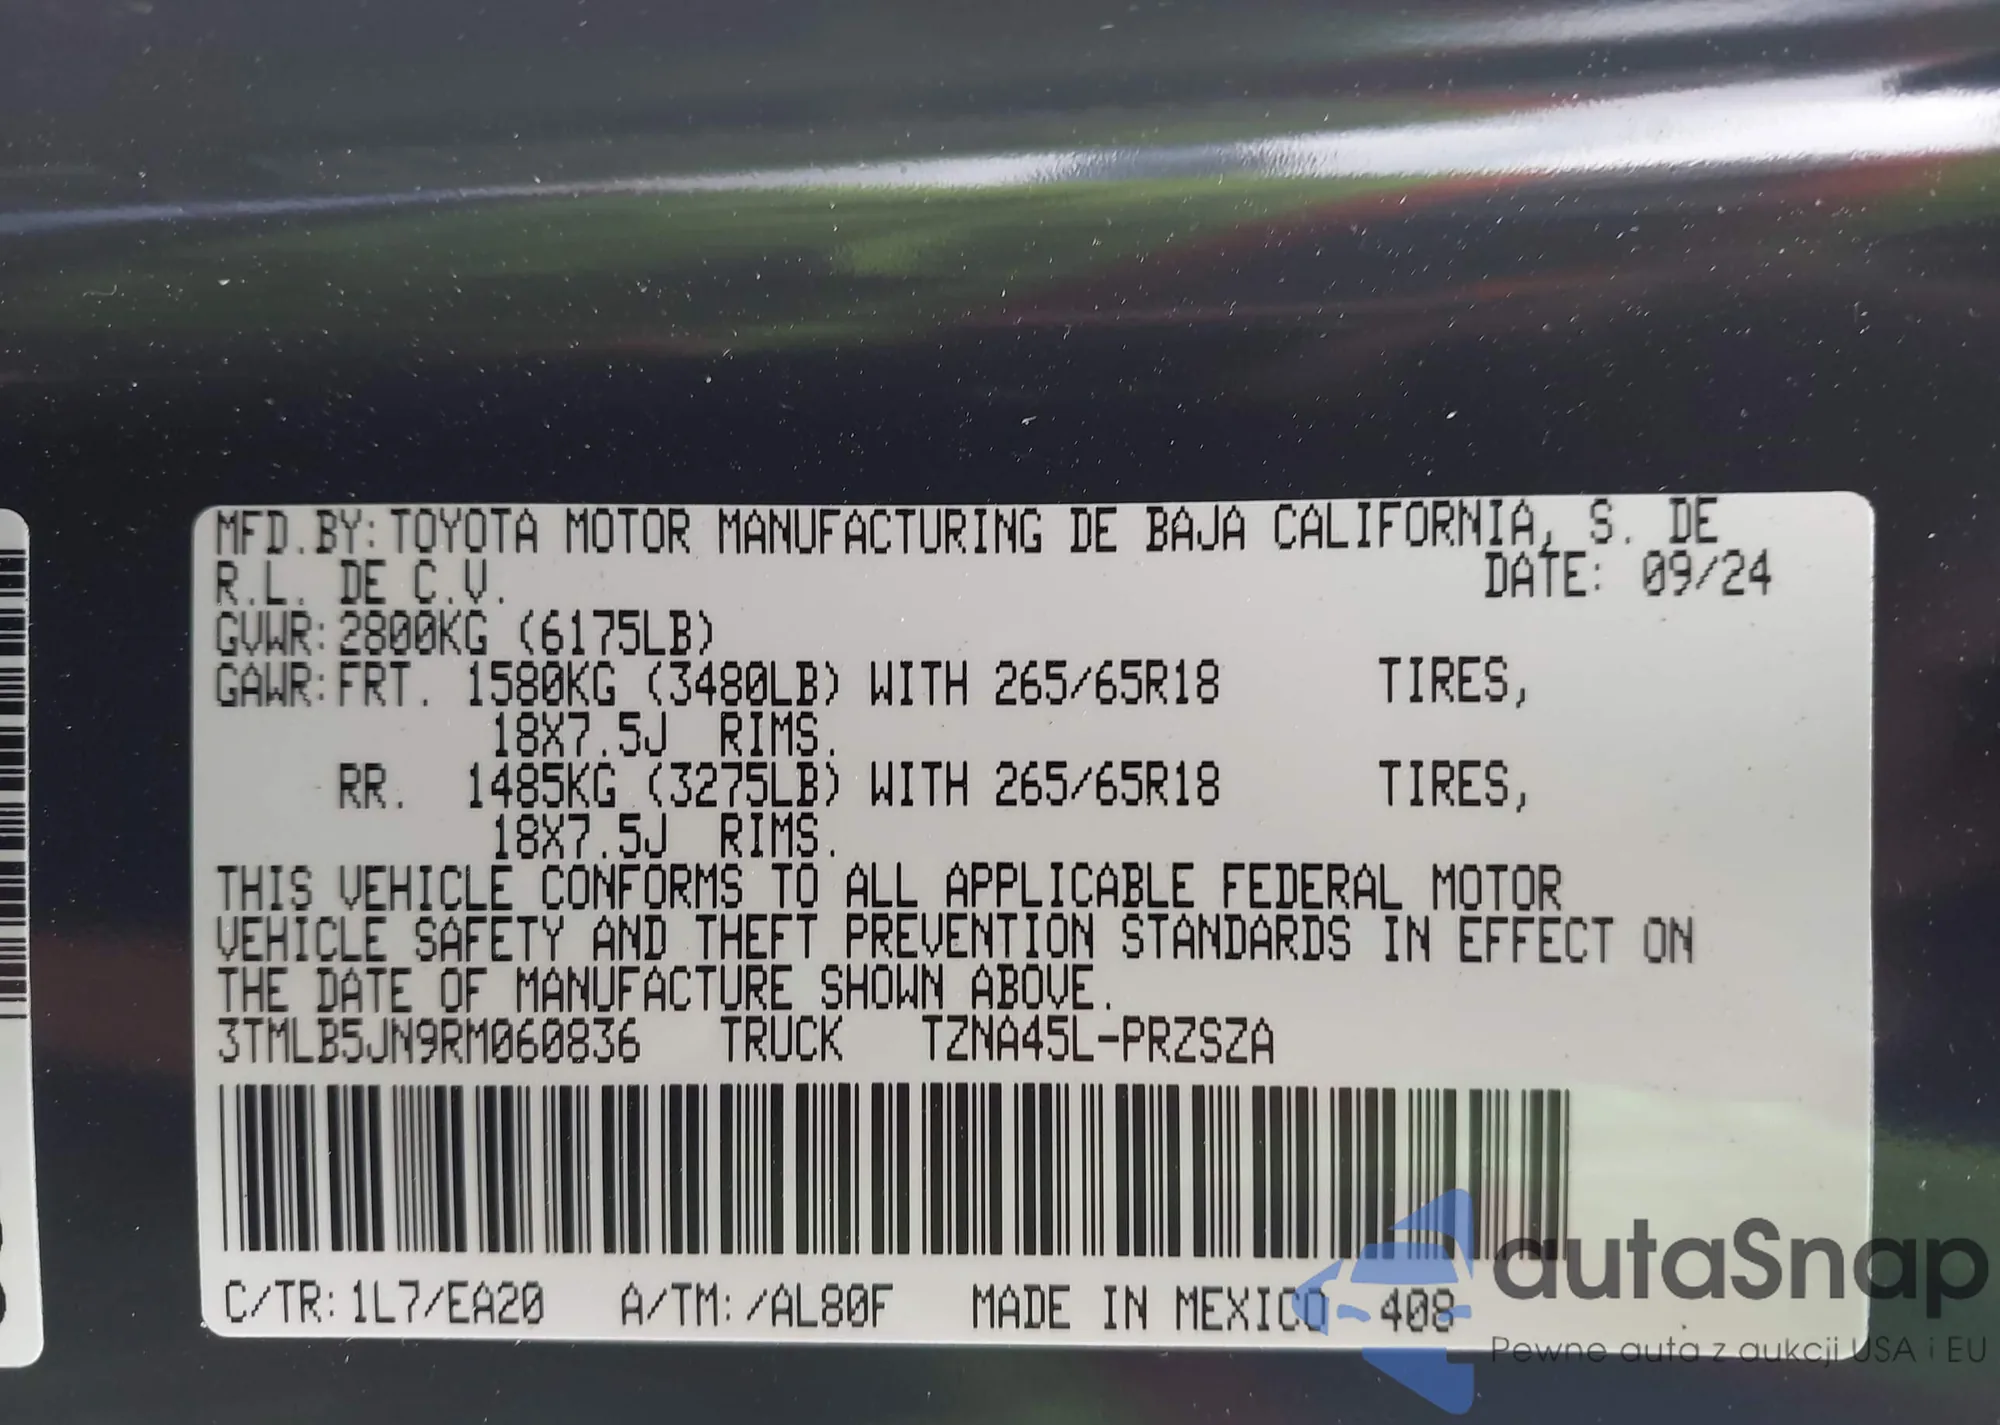 MFD.BY:TOYOTA MOTOR MANUFACTURING DE BAJA CALIFORNIA, S. DE
R.L. DE C.V. DATE: 09/24
GVWR:2800KG (6175LB)
GAWR:FRT. 1580KG (3480LB) WITH 265/65R18 TIRES,
18X7.5J RIMS.
RR. 1485KG (3275LB) WITH 265/65R18 TIRES,
18X7.5J RIMS.
THIS VEHICLE CONFORMS TO ALL APPLICABLE FEDERAL MOTOR
VEHICLE SAFETY AND THEFT PREVENTION STANDARDS IN EFFECT ON
THE DATE OF MANUFACTURE SHOWN ABOVE.
3TMLB5JN9RM060836 TRUCK TZNA45L-PRZSZA
C/TR:1L7/EA20 A/TM:/AL80F MADE IN MEXICO 408
autaSnap
Pewne auta z aukcji USA i EU